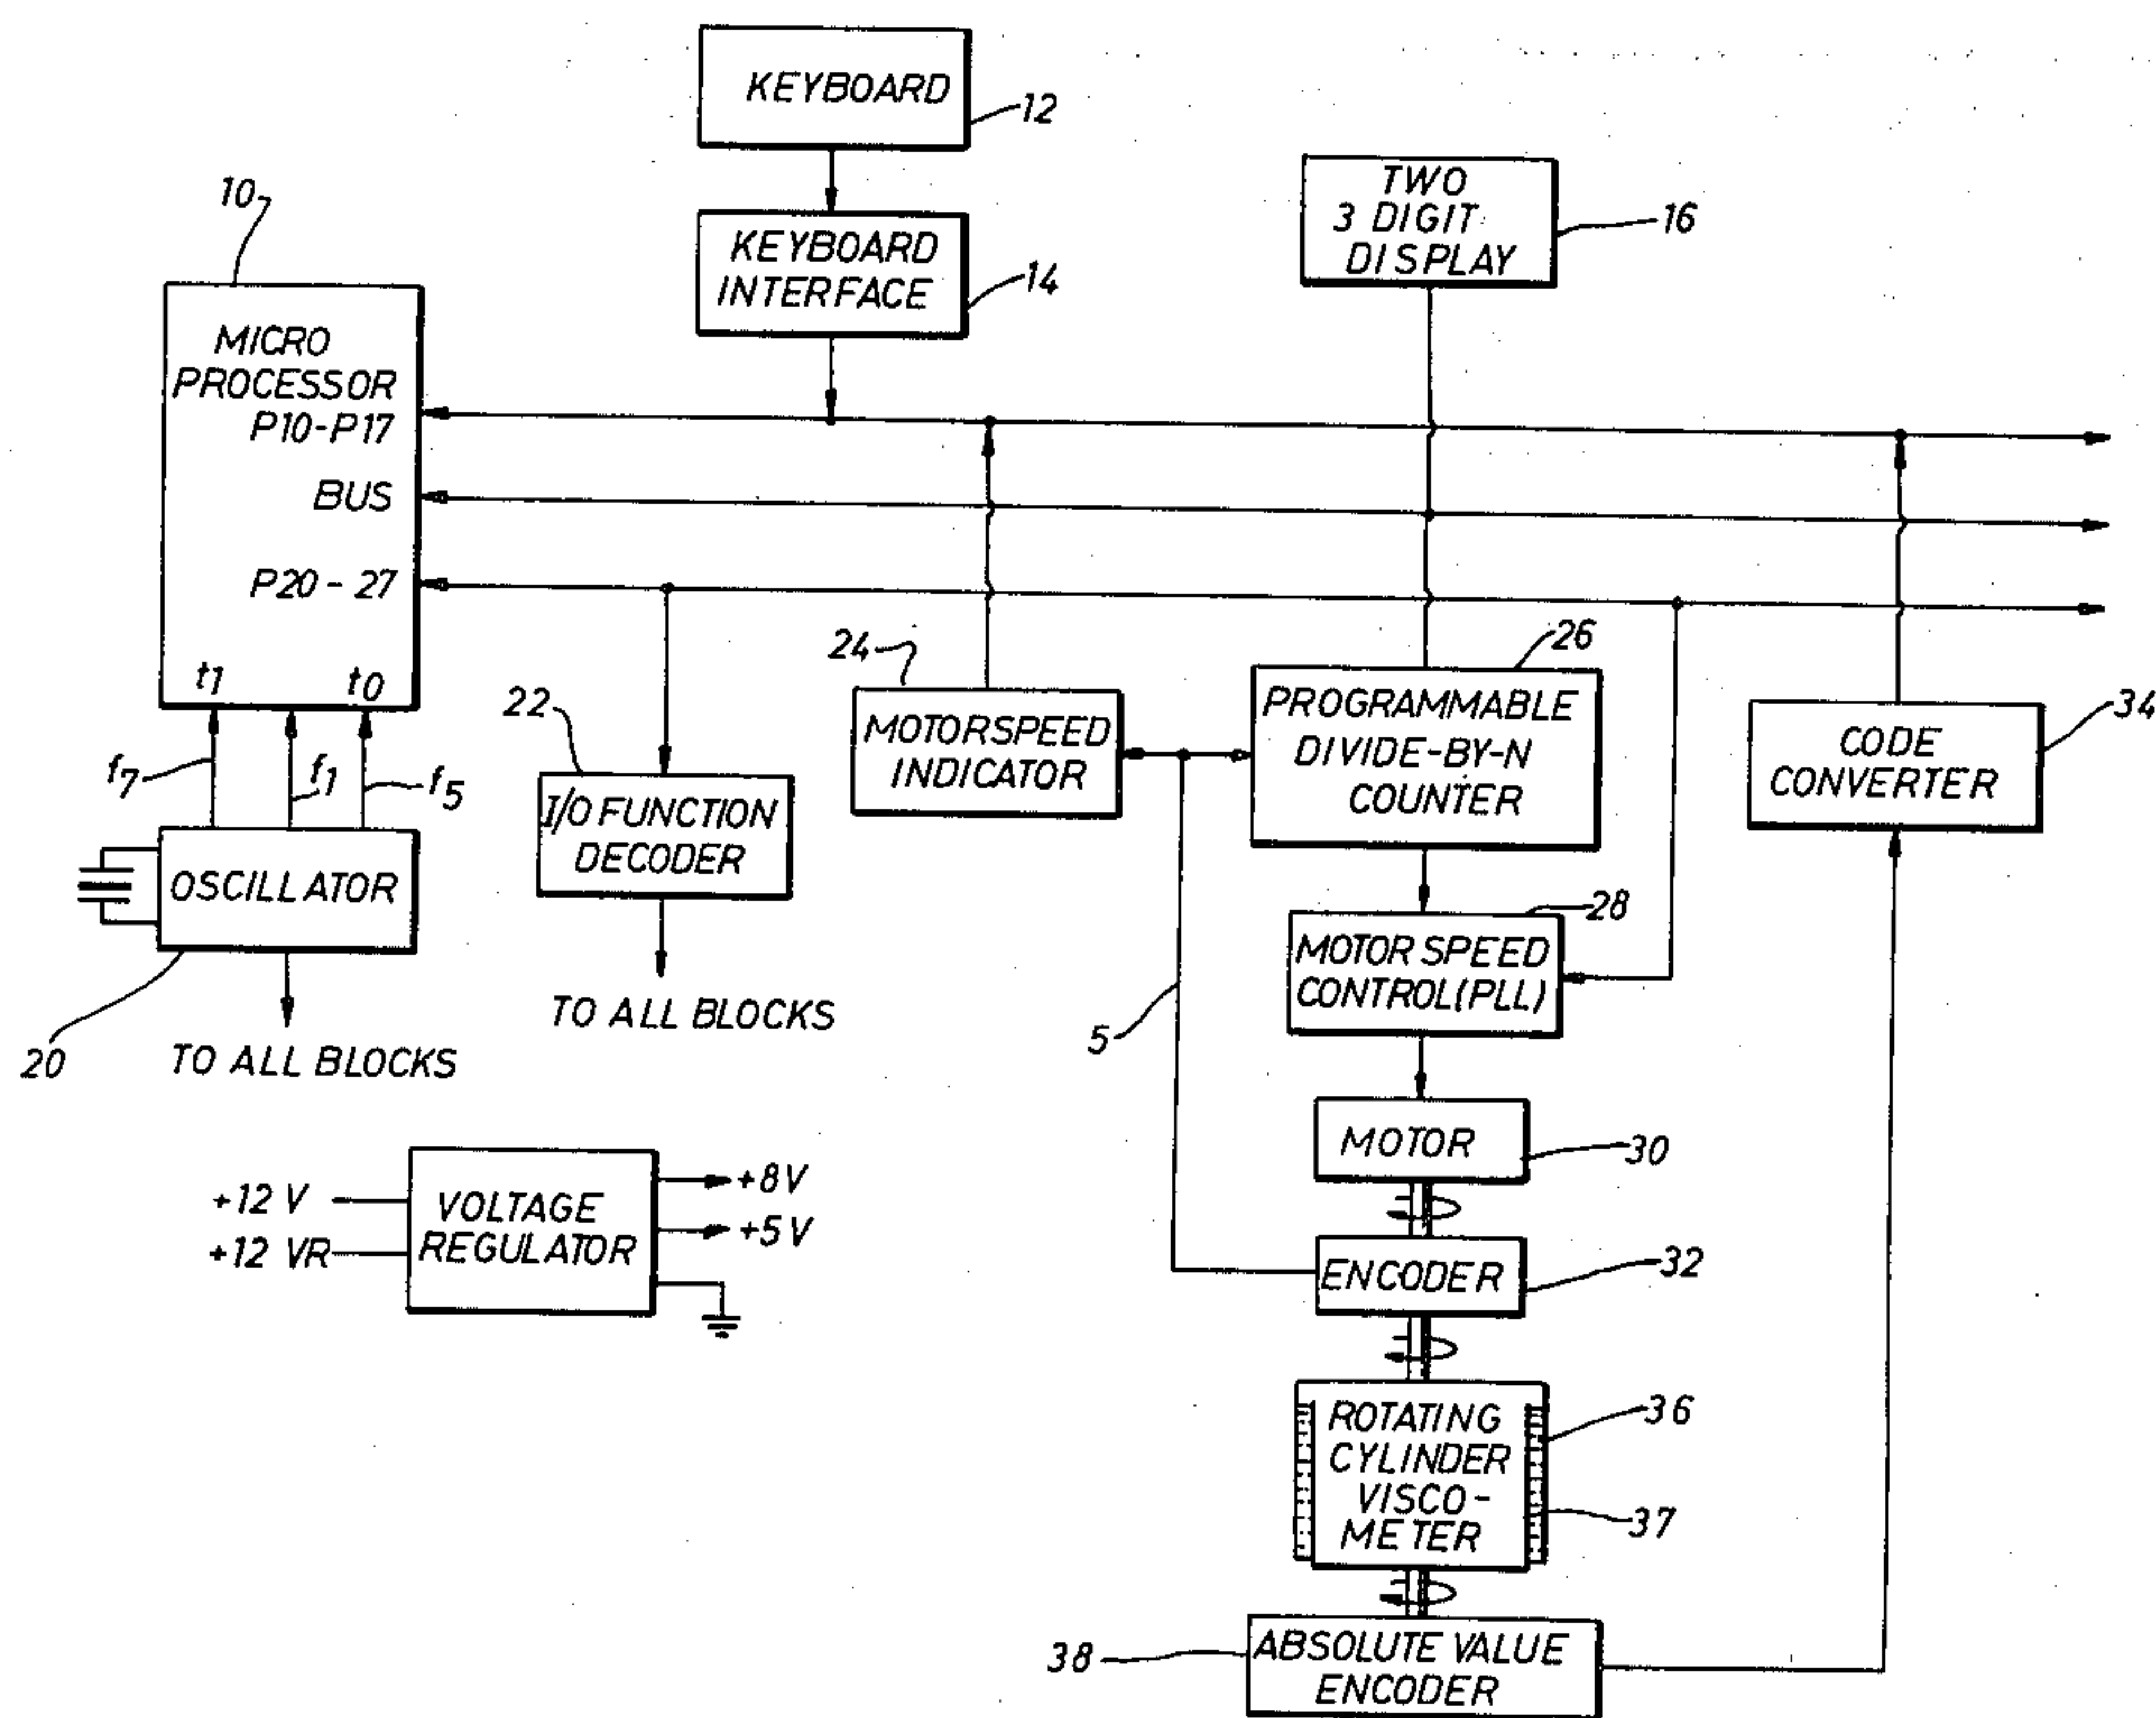 KEYBOARD
12
TWO
3 DIGIT
DISPLAY
16
10
KEYBOARD
INTERFACE
14
MICRO
PROCESSOR
P10-P17
BUS
P20-27
t1
t0
f7
f1
f5
OSCILLATOR
20
TO ALL BLOCKS
22
I/O FUNCTION
DECODER
TO ALL BLOCKS
24
MOTORSPEED
INDICATOR
26
PROGRAMMABLE
DIVIDE-BY-N
COUNTER
34
CODE
CONVERTER
28
MOTOR SPEED
CONTROL(PLL)
5
MOTOR
30
+12 V
+12 VR
VOLTAGE
REGULATOR
+8V
+5V
ENCODER
32
ROTATING
CYLINDER
VISCO-
METER
36
37
38
ABSOLUTE VALUE
ENCODER